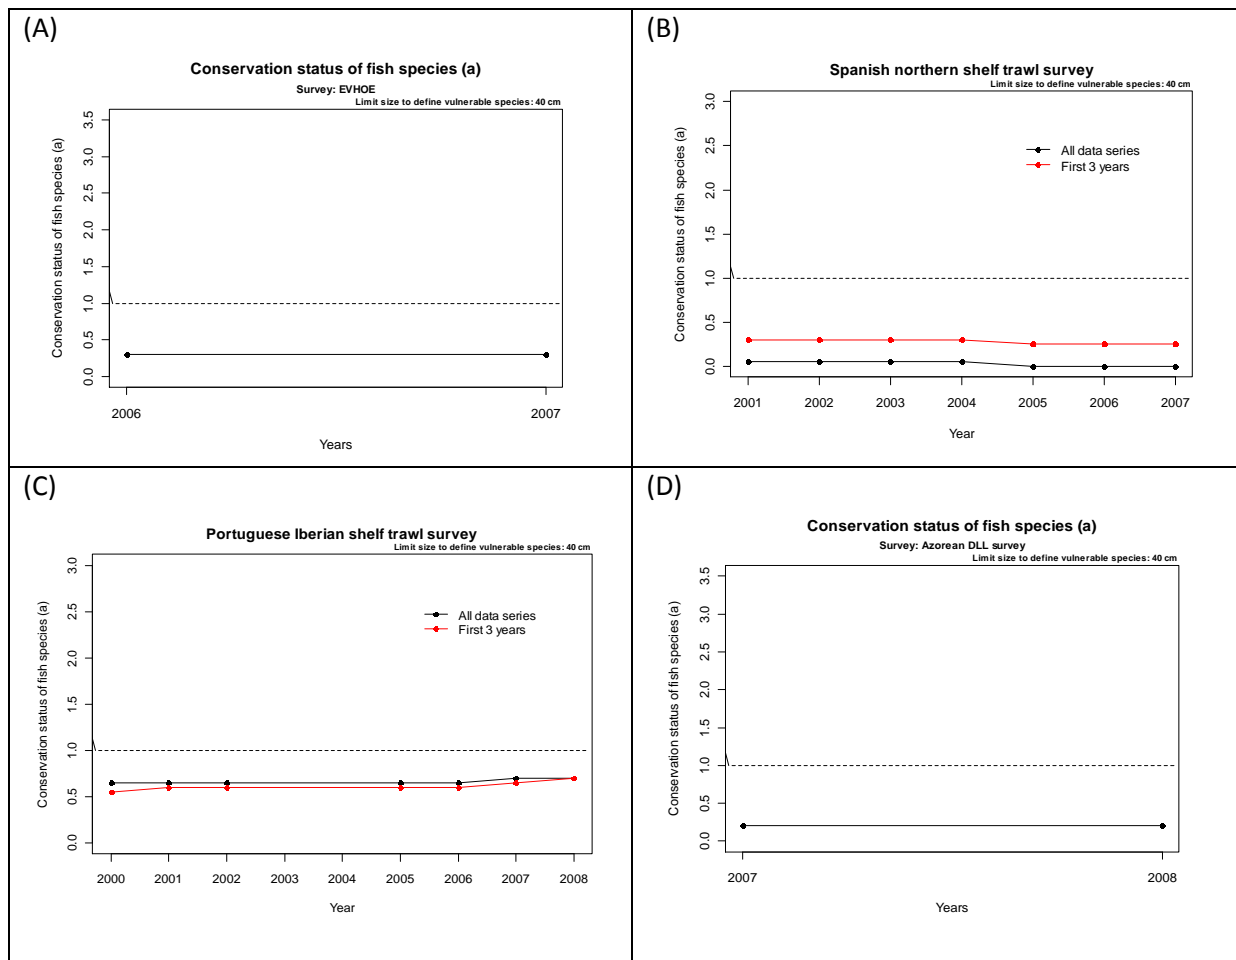 (A)
Conservation status of fish species (a)
Survey: EVHOE
Limit size to define vulnerable species: 40 cm
Conservation status of fish species (a)
3.5
3.0
2.5
2.0
1.5
1.0
0.5
0.0
2006 2007
Years
(B)
Spanish northern shelf trawl survey
Limit size to define vulnerable species: 40 cm
Conservation status of fish species (a)
3.0
2.5
2.0
1.5
1.0
0.5
0.0
All data series
First 3 years
2001 2002 2003 2004 2005 2006 2007
Year
(C)
Portuguese Iberian shelf trawl survey
Limit size to define vulnerable species: 40 cm
Conservation status of fish species (a)
3.0
2.5
2.0
1.5
1.0
0.5
0.0
All data series
First 3 years
2000 2001 2002 2003 2004 2005 2006 2007 2008
Year
(D)
Conservation status of fish species (a)
Survey: Azorean DLL survey
Limit size to define vulnerable species: 40 cm
Conservation status of fish species (a)
3.5
3.0
2.5
2.0
1.5
1.0
0.5
0.0
2007 2008
Years